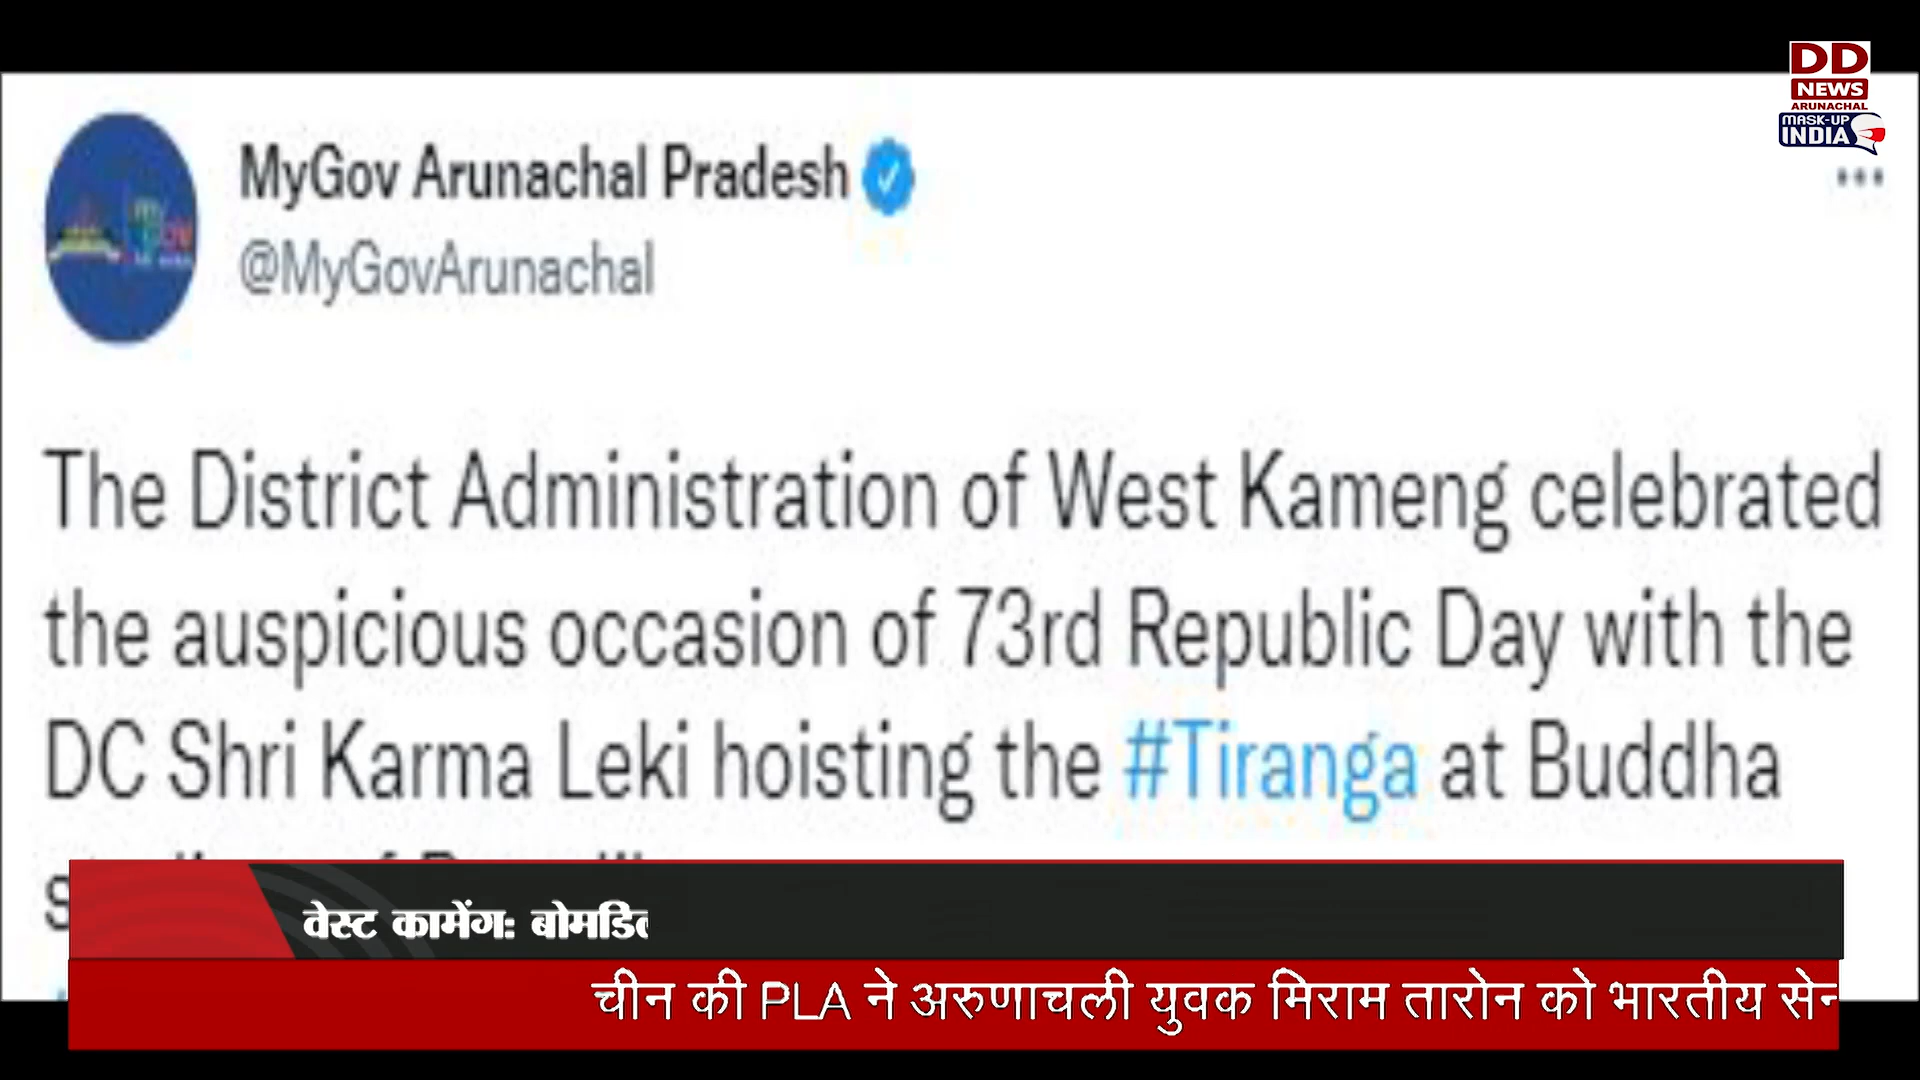 DD
NEWS
ARUNACHAL
MASK-UP
INDIA
MyGov Arunachal Pradesh
@MyGovArunachal
The District Administration of West Kameng celebrated
the auspicious occasion of 73rd Republic Day with the
DC Shri Karma Leki hoisting the #Tiranga at Buddha
वेस्ट कामेंग: बोमडि
चीन की PLA ने अरुणाचली युवक मिराम तारोन को भारतीय